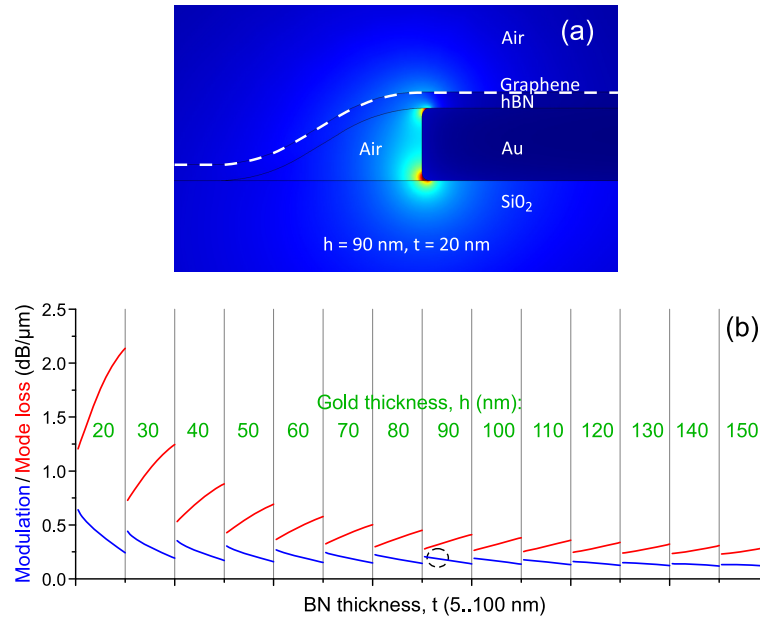 Air
(a)
Graphene
hBN
Air
Au
SiO₂
h = 90 nm, t = 20 nm
(b)
Modulation/Mode loss (dB/µm)
2.5
2.0
1.5
1.0
0.5
0.0
Gold thickness, h (nm):
20 30 40 50 60 70 80 90 100 110 120 130 140 150
BN thickness, t (5..100 nm)